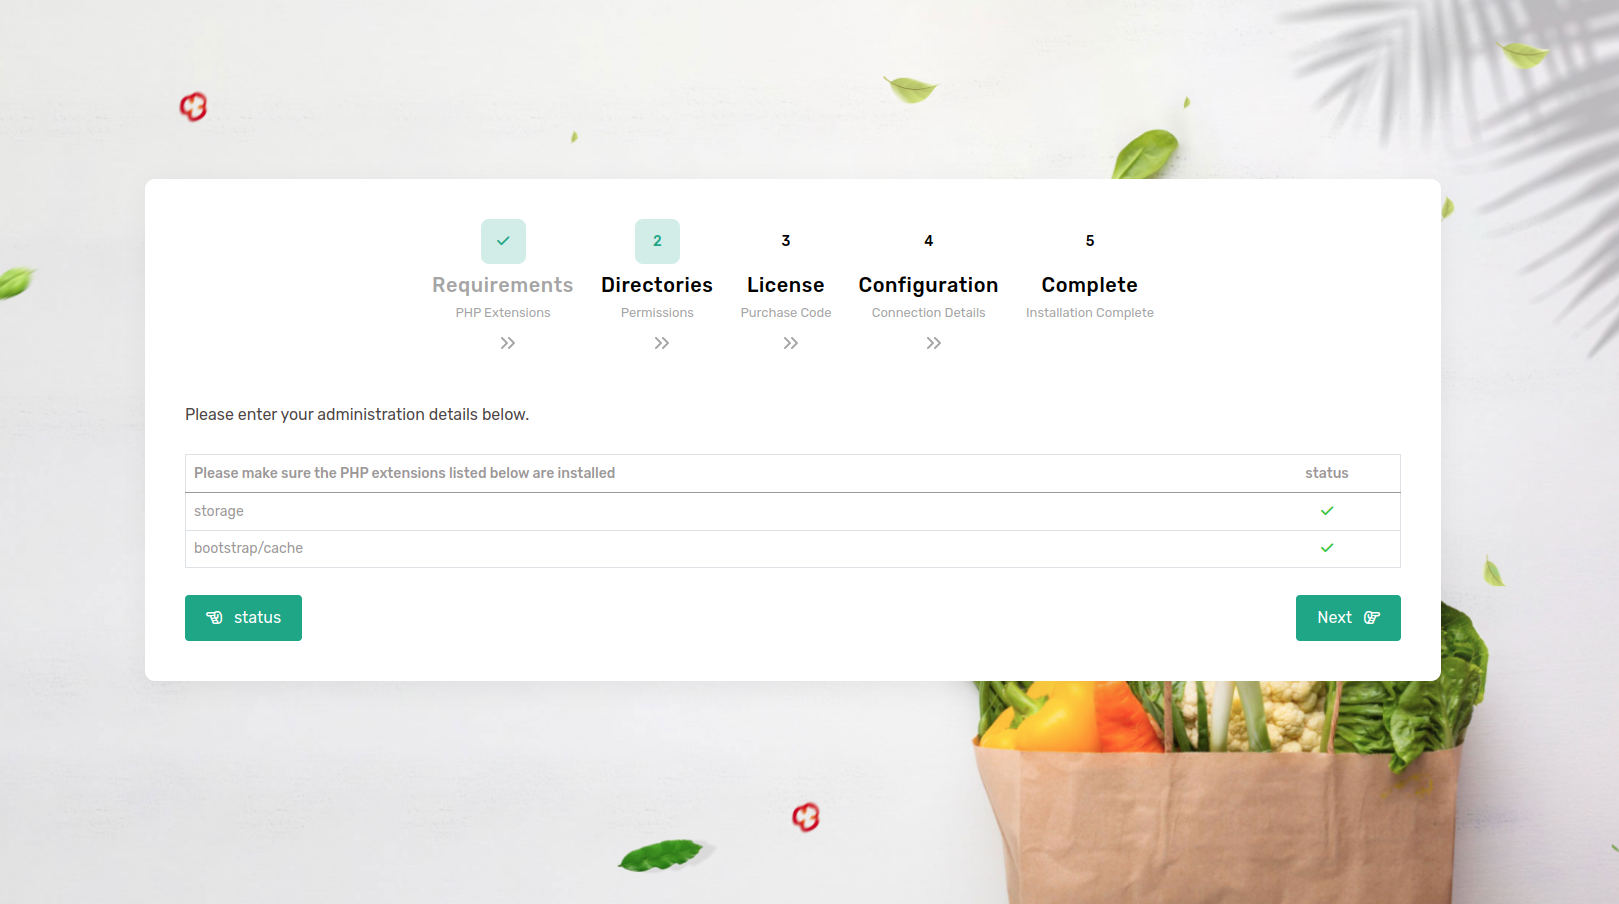 2 3 4 5
Requirements Directories License Configuration Complete
PHP Extensions Permissions Purchase Code Connection Details Installation Complete
Please enter your administration details below.
Please make sure the PHP extensions listed below are installed status
storage
bootstrap/cache
status Next